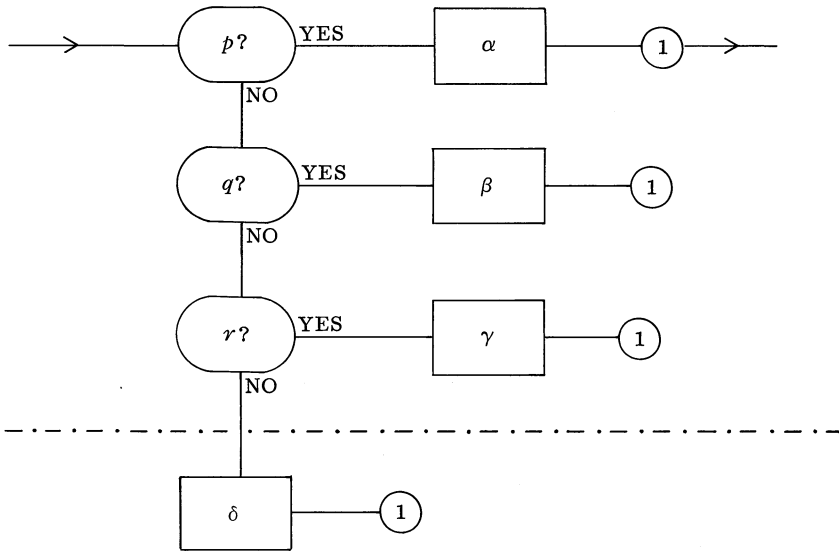 p? YES α 1
NO
q? YES β 1
NO
r? YES γ 1
NO
δ 1